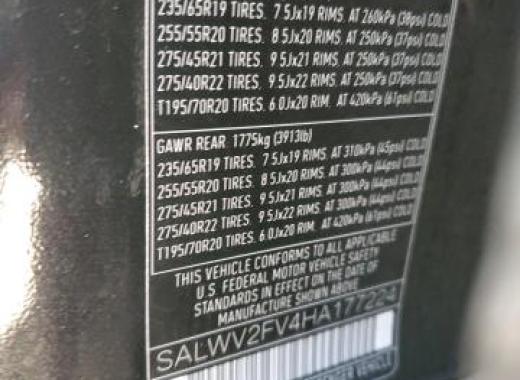 235/65R19 TIRES. 7 5Jx19 RIMS. AT 260kPa (38psi) COLD
255/55R20 TIRES. 8 5Jx20 RIMS. AT 250kPa (37psi) COLD
275/45R21 TIRES. 9 5Jx21 RIMS. AT 250kPa (37psi) COLD
275/40R22 TIRES. 9 5Jx22 RIMS. AT 250kPa (37psi) COLD
T195/70R20 TIRES. 6 0Jx20 RIM. AT 420kPa (61psi) COLD
GAWR REAR 1775kg (3913lb)
235/65R19 TIRES. 7 5Jx19 RIMS. AT 310kPa (45psi) COLD
255/55R20 TIRES. 8 5Jx20 RIMS. AT 300kPa (44psi) COLD
275/45R21 TIRES. 9 5Jx21 RIMS. AT 300kPa (44psi) COLD
275/40R22 TIRES. 9 5Jx22 RIMS. AT 300kPa (44psi) COLD
T195/70R20 TIRES. 6 0Jx20 RIM. AT 420kPa (61psi) COLD
THIS VEHICLE CONFORMS TO ALL APPLICABLE
U.S. FEDERAL MOTOR VEHICLE SAFETY
STANDARDS IN EFFECT ON THE DATE OF
MANUFACTURE SHOWN ABOVE
SALWV2FV4HA177224
VEHICLE